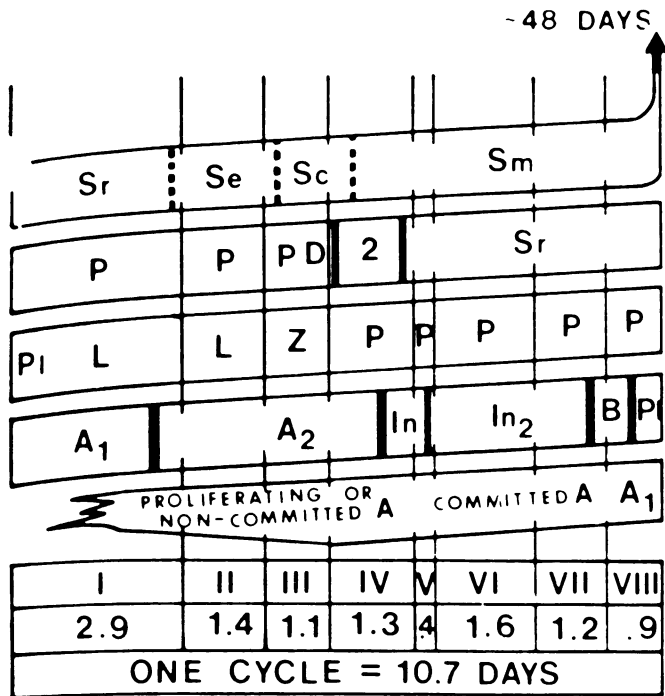 ~48 DAYS
Sr Se Sc Sm
P P PD 2 Sr
Pl L L Z P P P P P
A1 A2 In In2 B Pl
PROLIFERATING OR NON-COMMITTED A COMMITTED A A1
I II III IV V VI VII VIII
2.9 1.4 1.1 1.3 .4 1.6 1.2 .9
ONE CYCLE = 10.7 DAYS